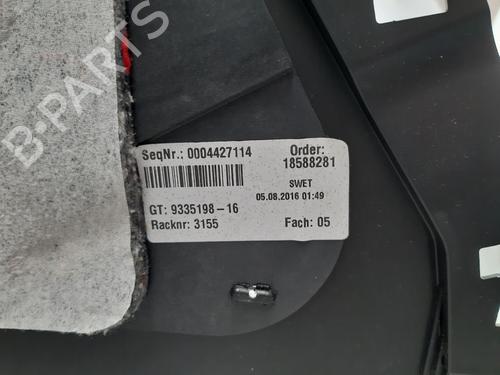 B-PARTS
SeqNr.: 0004427114
Order:
18588281
SWET
05.08.2016 01:49
GT: 9335198-16
Racknr: 3155
Fach: 05